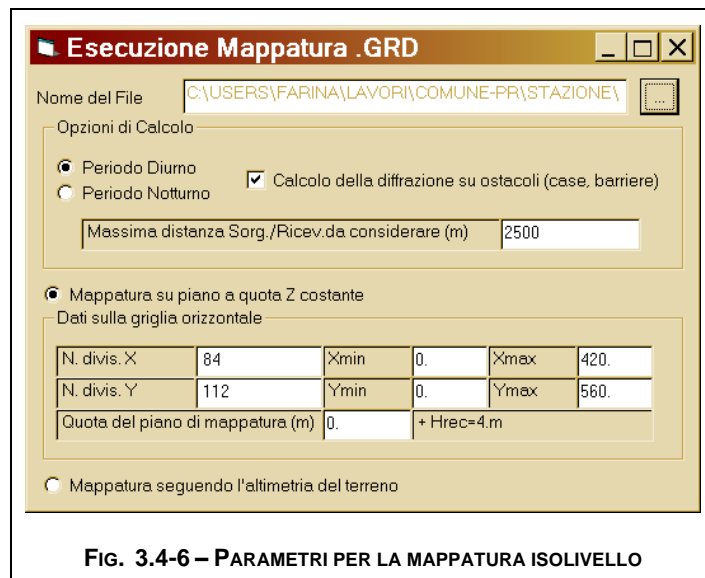 Esecuzione Mappatura .GRD
Nome del File C:\USERS\FARINA\LAVORI\COMUNE-PR\STAZIONE\ ...
Opzioni di Calcolo
Periodo Diurno
Periodo Notturno
Calcolo della diffrazione su ostacoli (case, barriere)
Massima distanza Sorg./Ricev.da considerare (m) 2500
Mappatura su piano a quota Z costante
Dati sulla griglia orizzontale
N. divis. X 84 Xmin 0. Xmax 420.
N. divis. Y 112 Ymin 0. Ymax 560.
Quota del piano di mappatura (m) 0. + Hrec=4.m
Mappatura seguendo l'altimetria del terreno
FIG. 3.4-6 – PARAMETRI PER LA MAPPATURA ISOLIVELLO